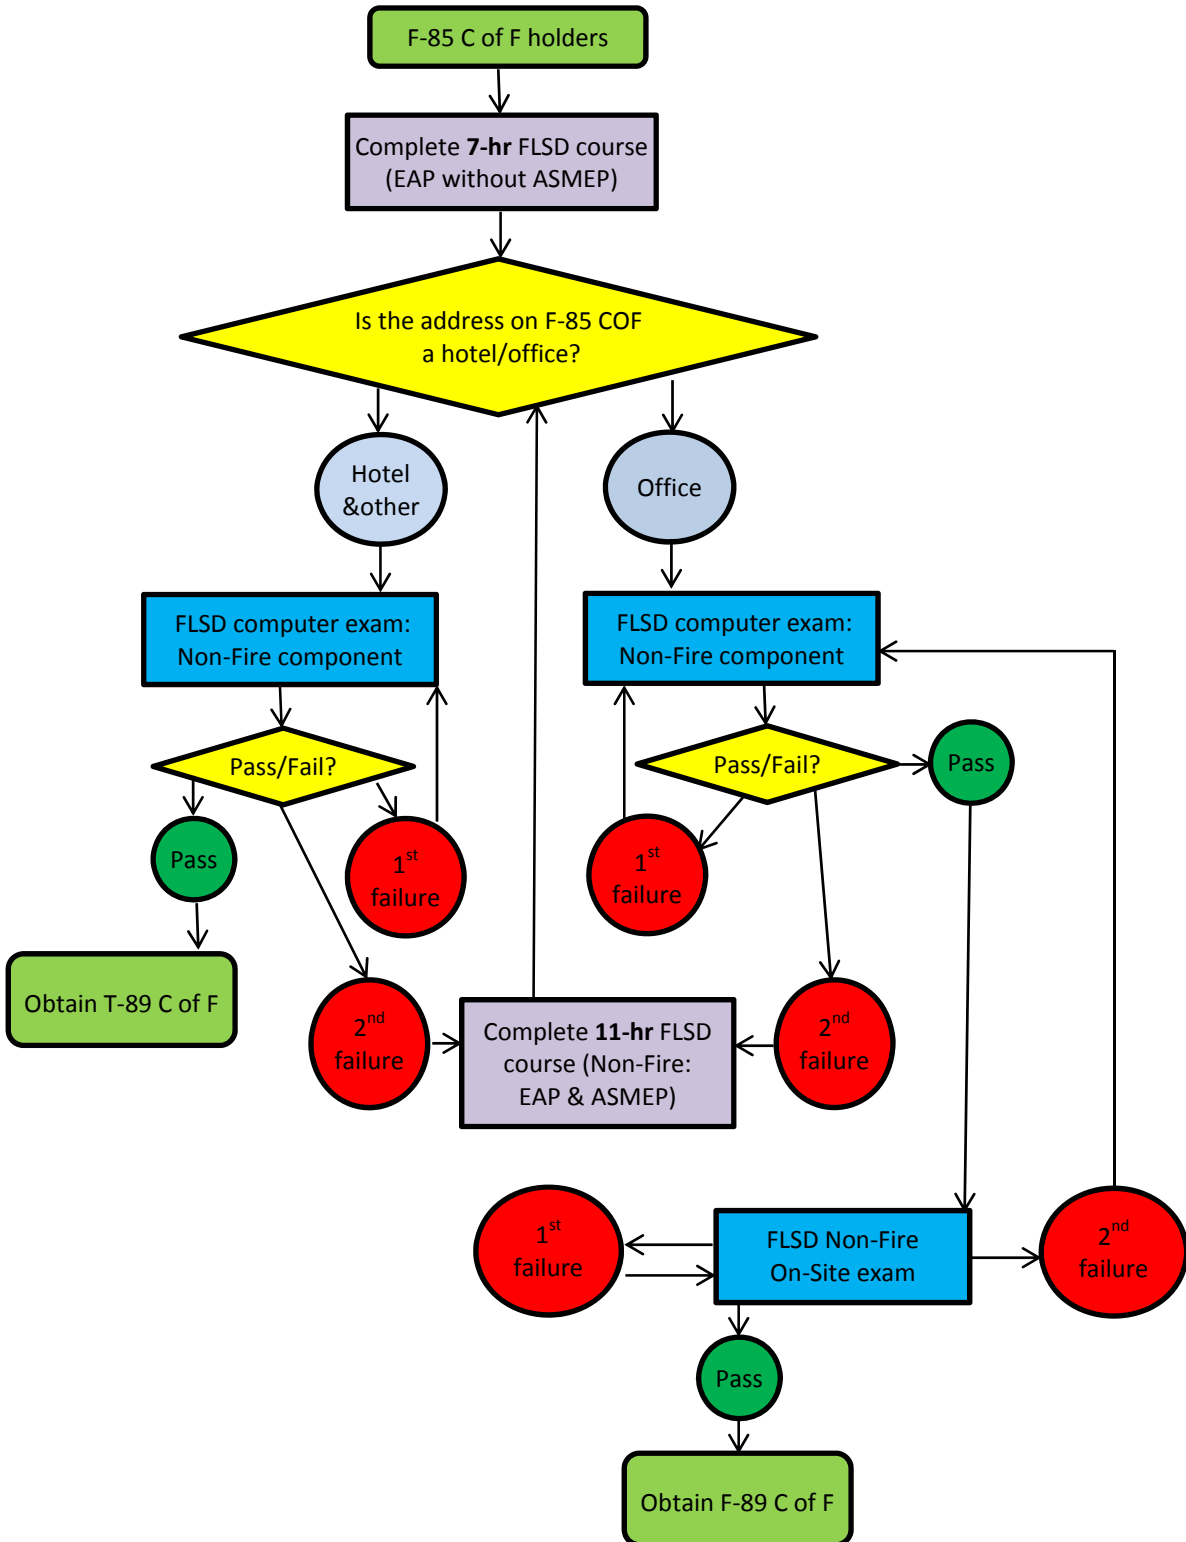 F-85 C of F holders
Complete 7-hr FLSD course
(EAP without ASMEP)
Is the address on F-85 COF
a hotel/office?
Hotel
&other
Office
FLSD computer exam:
Non-Fire component
FLSD computer exam:
Non-Fire component
Pass/Fail?
Pass/Fail?
Pass
Pass
1st
failure
1st
failure
Obtain T-89 C of F
2nd
failure
Complete 11-hr FLSD
course (Non-Fire:
EAP & ASMEP)
2nd
failure
1st
failure
FLSD Non-Fire
On-Site exam
2nd
failure
Pass
Obtain F-89 C of F